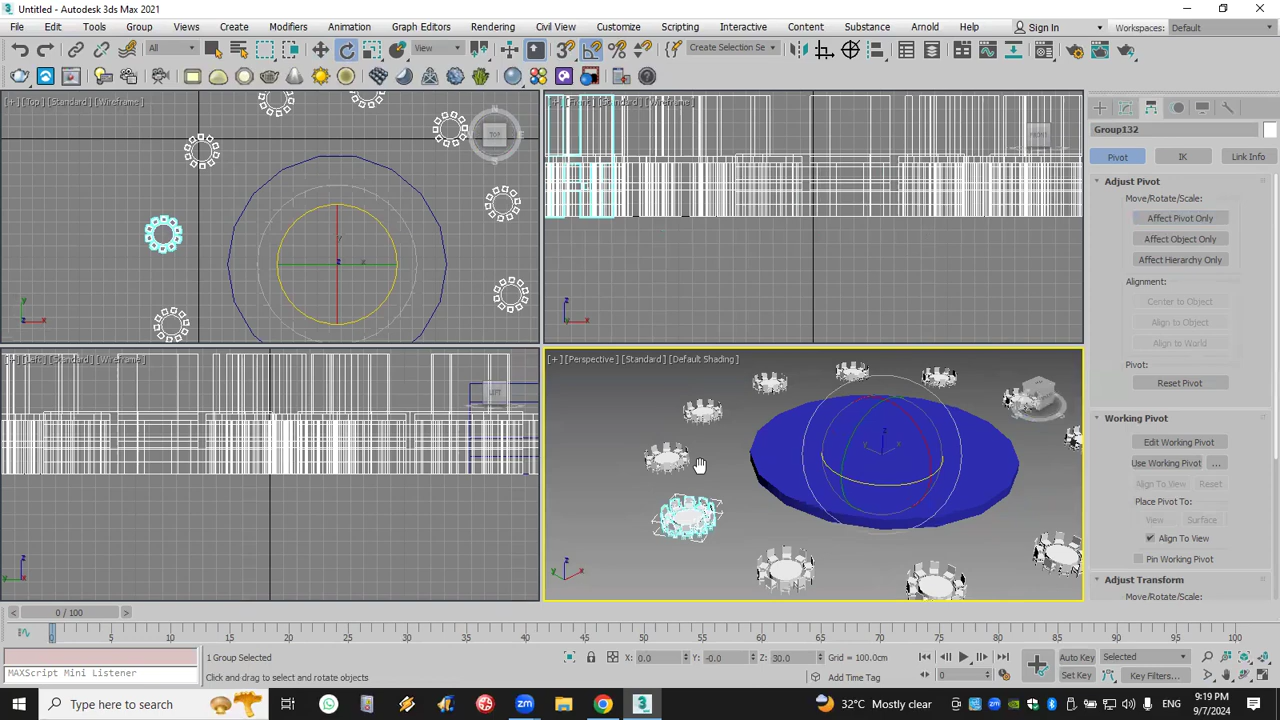 Untitled - Autodesk 3ds Max 2021
File Edit Tools Group Views Create Modifiers Animation Graph Editors Rendering Civil View Customize Scripting Interactive Content Substance Arnold Help Sign In Workspaces: Default
All View Create Selection Se
[+] [Top] [Standard] [Wireframe]
[+] [Front] [Standard] [Wireframe]
N
TOP
FRONT
Group132
Pivot IK Link Info
Adjust Pivot
Move/Rotate/Scale:
Affect Pivot Only
Affect Object Only
Affect Hierarchy Only
Alignment:
Center to Object
Align to Object
Align to World
Pivot:
Reset Pivot
Working Pivot
Edit Working Pivot
Use Working Pivot ...
Align To View Reset
Place Pivot To:
View Surface
Align To View
Pin Working Pivot
Adjust Transform
Move/Rotate/Scale:
[+] [Left] [Standard] [Wireframe]
[+] [Perspective] [Standard] [Default Shading]
LEFT
< 0 / 100 >
0 5 10 15 20 25 30 35 40 45 50 55 60 65 70 75 80 85 90 95 100
1 Group Selected
X: 0.0 Y: -0.0 Z: 30.0 Grid = 100.0cm
Auto Key Selected
MAXScript Mini Listener
Click and drag to select and rotate objects
Add Time Tag
0
Set Key Key Filters...
Type here to search
32°C Mostly clear
ENG
9:19 PM
9/7/2024